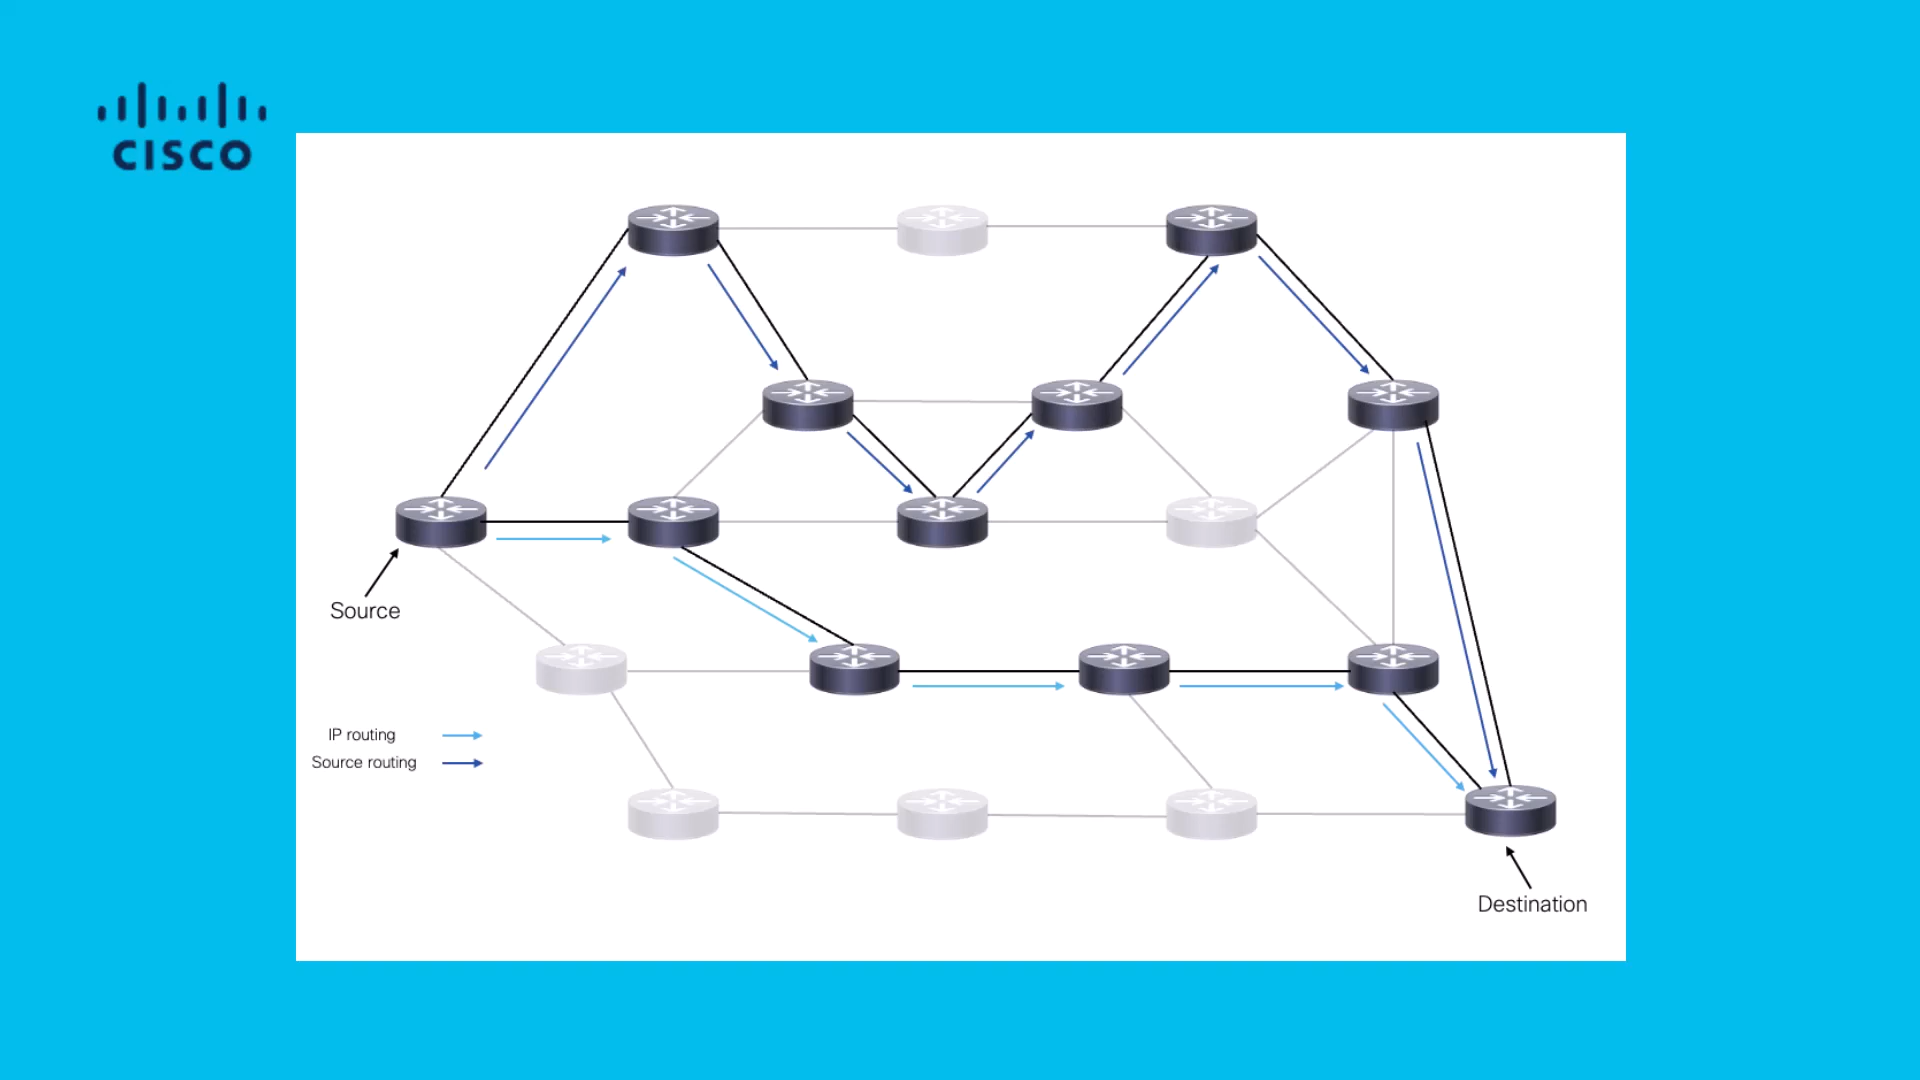 CISCO
Source
IP routing
Source routing
Destination